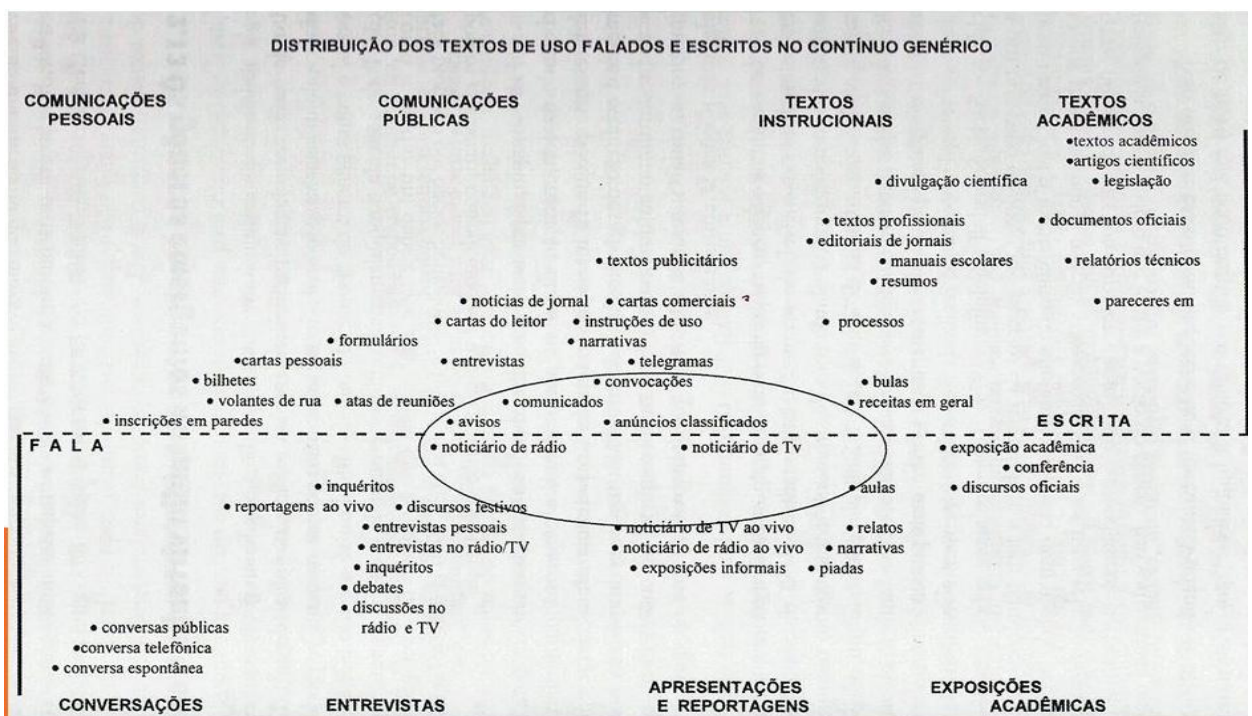 DISTRIBUIÇÃO DOS TEXTOS DE USO FALADOS E ESCRITOS NO CONTÍNUO GENÉRICO
COMUNICAÇÕES PESSOAIS
COMUNICAÇÕES PÚBLICAS
TEXTOS INSTRUCIONAIS
TEXTOS ACADÊMICOS
•textos acadêmicos
•artigos científicos
• divulgação científica • legislação
• textos profissionais • documentos oficiais
• editoriais de jornais
• textos publicitários • manuais escolares • relatórios técnicos
• resumos
• notícias de jornal • cartas comerciais • pareceres em
• cartas do leitor • instruções de uso • processos
• formulários • narrativas
•cartas pessoais • entrevistas • telegramas
• bilhetes • convocações • bulas
• volantes de rua • atas de reuniões • comunicados • receitas em geral
• inscrições em paredes • avisos • anúncios classificados E S C R I T A
F A L A • noticiário de rádio • noticiário de Tv • exposição acadêmica
• conferência
• inquéritos • aulas • discursos oficiais
• reportagens ao vivo • discursos festivos
• entrevistas pessoais • noticiário de TV ao vivo • relatos
• entrevistas no rádio/TV • noticiário de rádio ao vivo • narrativas
• inquéritos • exposições informais • piadas
• debates
• discussões no
rádio e TV
• conversas públicas
•conversa telefônica
• conversa espontânea
CONVERSAÇÕES
ENTREVISTAS
APRESENTAÇÕES
E REPORTAGENS
EXPOSIÇÕES
ACADÊMICAS